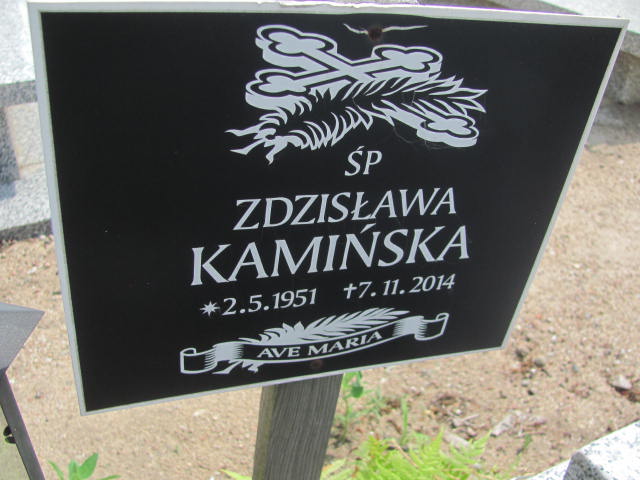 ŚP
ZDZISŁAWA
KAMIŃSKA
*2.5.1951 †7.11.2014
AVE MARIA